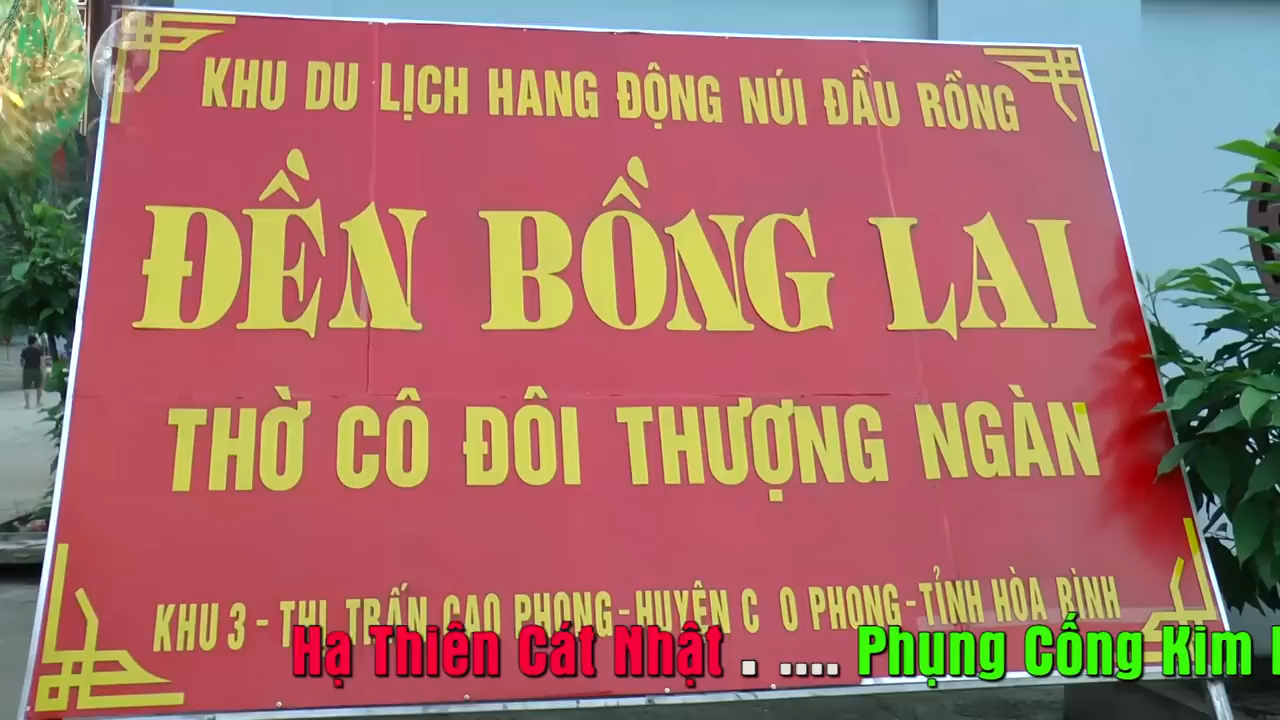 KHU DU LỊCH HANG ĐỘNG NÚI ĐẦU RỒNG
ĐỀN BỒNG LAI
THỜ CÔ ĐÔI THƯỢNG NGÀN
KHU 3 - THỊ TRẤN CAO PHONG - HUYỆN C O PHONG - TỈNH HÒA BÌNH
Hạ Thiên Cát Nhật . .... Phụng Cống Kim